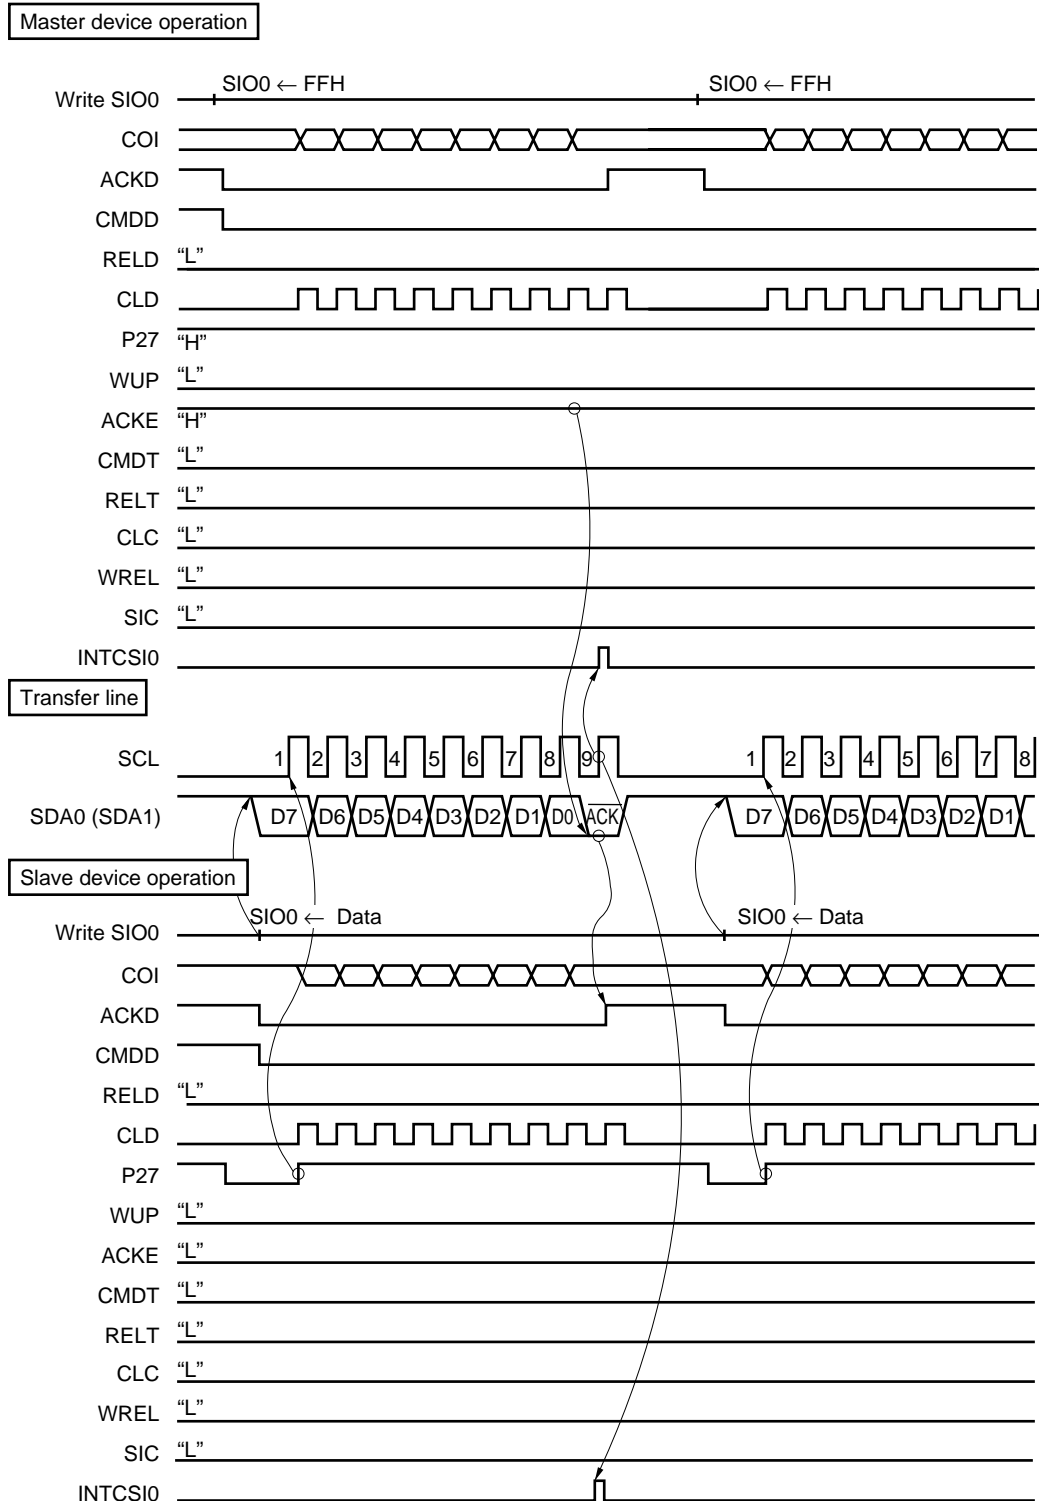 Master device operation
Write SIO0 SIO0 ← FFH SIO0 ← FFH
COI
ACKD
CMDD
RELD “L”
CLD
P27 “H”
WUP “L”
ACKE “H”
CMDT “L”
RELT “L”
CLC “L”
WREL “L”
SIC “L”
INTCSI0
Transfer line
SCL 1 2 3 4 5 6 7 8 9 1 2 3 4 5 6 7 8
SDA0 (SDA1) D7 D6 D5 D4 D3 D2 D1 D0 ACK D7 D6 D5 D4 D3 D2 D1
Slave device operation
Write SIO0 SIO0 ← Data SIO0 ← Data
COI
ACKD
CMDD
RELD “L”
CLD
P27
WUP “L”
ACKE “L”
CMDT “L”
RELT “L”
CLC “L”
WREL “L”
SIC “L”
INTCSI0